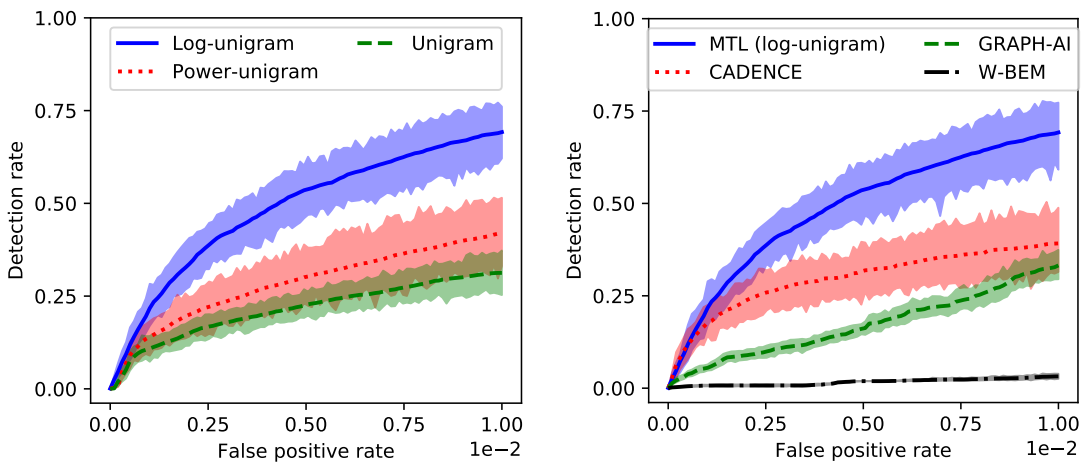 1.00
0.75
0.50
0.25
0.00
Detection rate
Log-unigram
Power-unigram
Unigram
0.00 0.25 0.50 0.75 1.00
False positive rate
1e−2
1.00
0.75
0.50
0.25
0.00
Detection rate
MTL (log-unigram)
CADENCE
GRAPH-AI
W-BEM
0.00 0.25 0.50 0.75 1.00
False positive rate
1e−2